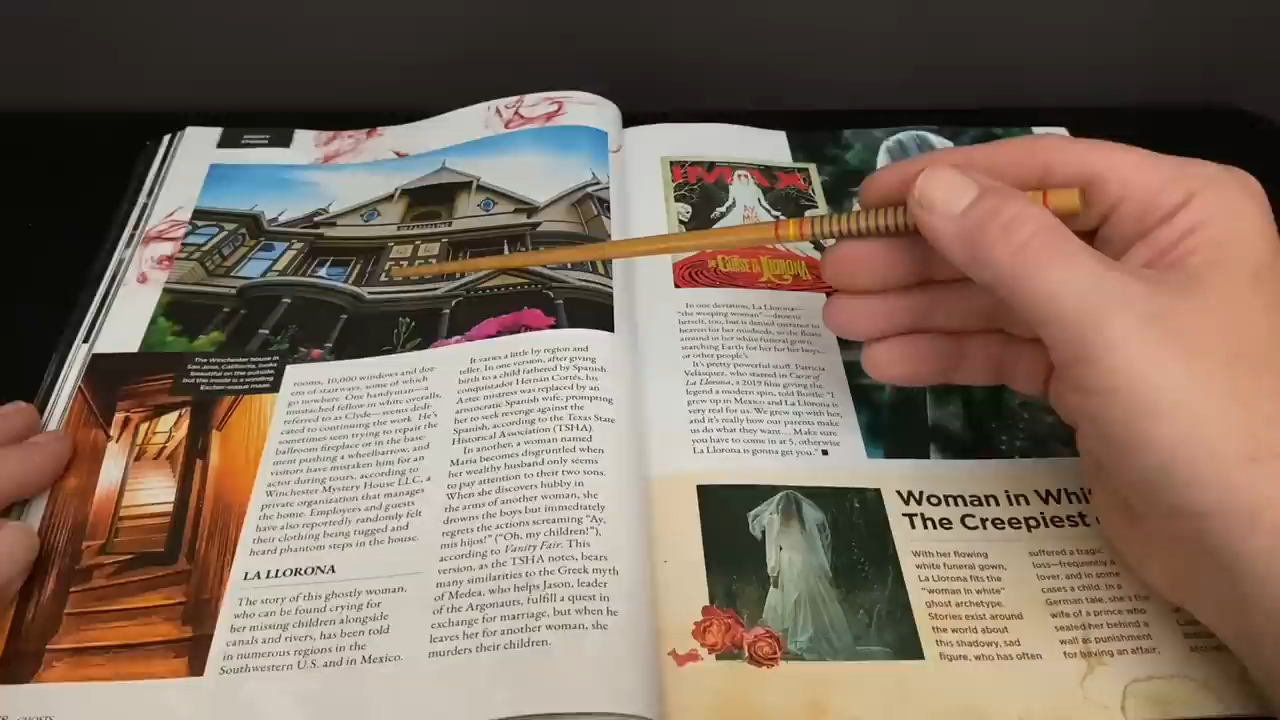 The Winchester house in
San Jose, California, looks
beautiful on the outside,
but the inside is a winding
Escher-esque maze.
rooms, 10,000 windows and doz-
ens of stairways, some of which
go nowhere. One handyman—a
mustached fellow in white overalls,
referred to as Clyde—seems dedi-
cated to continuing the work. He's
sometimes seen trying to repair the
ballroom fireplace or in the base-
ment pushing a wheelbarrow, and
visitors have mistaken him for an
actor during tours, according to
Winchester Mystery House LLC, a
private organization that manages
the home. Employees and guests
have also reportedly randomly felt
their clothing being tugged and
heard phantom steps in the house.
LA LLORONA
The story of this ghostly woman,
who can be found crying for
her missing children alongside
canals and rivers, has been told
in numerous regions in the
Southwestern U.S. and in Mexico.
It varies a little by region and
teller. In one version, after giving
birth to a child fathered by Spanish
conquistador Hernán Cortés, his
Aztec mistress was replaced by an
aristocratic Spanish wife, prompting
her to seek revenge against the
Spanish, according to the Texas State
Historical Association (TSHA).
In another, a woman named
Maria becomes disgruntled when
her wealthy husband only seems
to pay attention to their two sons.
When she discovers hubby in
the arms of another woman, she
drowns the boys but immediately
regrets the actions screaming "Ay,
mis hijos!" ("Oh, my children!"),
according to Vanity Fair. This
version, as the TSHA notes, bears
many similarities to the Greek myth
of Medea, who helps Jason, leader
of the Argonauts, fulfill a quest in
exchange for marriage, but when he
leaves her for another woman, she
murders their children.
GHOSTS
IMAX
AY
MIS
THE CURSE OF LA LLORONA
In one deviation, La Llorona—
"the weeping woman"—drowns
herself, too, but is denied entrance to
heaven for her misdeeds, so she floats
around in her white funeral gown,
searching Earth for her for her boys—
or other people's.
It's pretty powerful stuff. Patricia
Velásquez, who starred in Curse of
La Llorona, a 2019 film giving the
legend a modern spin, told Bustle: "I
grew up in Mexico and La Llorona is
very real for us. We grew up with her,
and it's really how our parents make
us do what they want.... Make sure
you have to come in at 5, otherwise
La Llorona is gonna get you." ■
Woman in Whi
The Creepiest
With her flowing
white funeral gown,
La Llorona fits the
"woman in white"
ghost archetype.
Stories exist around
the world about
this shadowy, sad
figure, who has often
suffered a tragic
loss—frequently a
lover, and in some
cases a child. In a
German tale, she's the
wife of a prince who
sealed her behind a
wall as punishment
for having an affair,